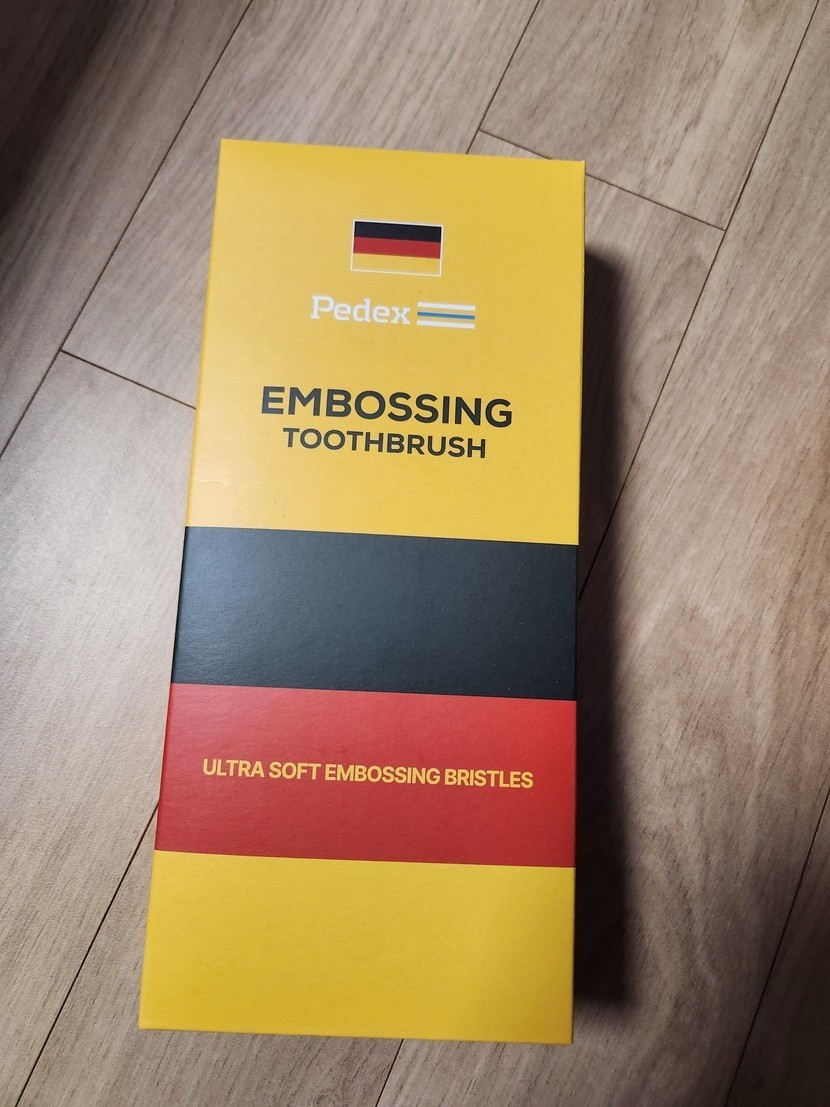 Pedex
EMBOSSING
TOOTHBRUSH
ULTRA SOFT EMBOSSING BRISTLES